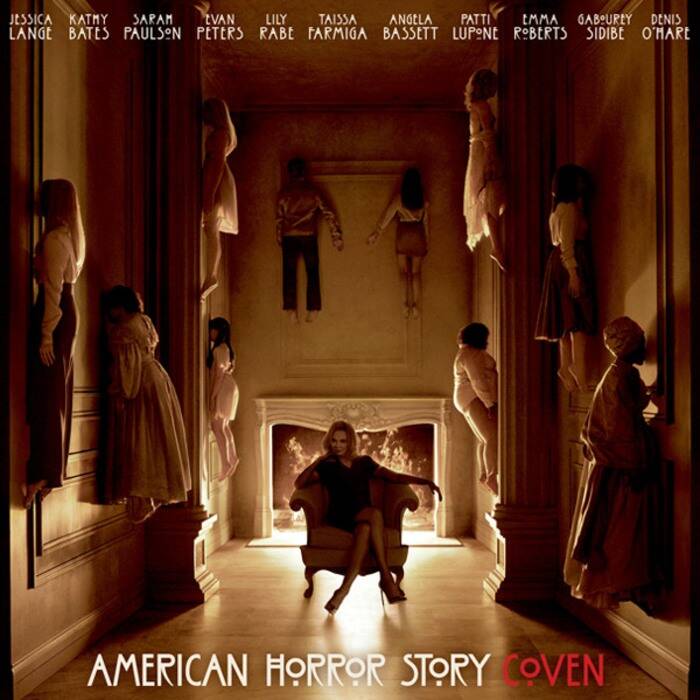 JESSICA KATHY SARAH EVAN LILY TAISSA ANGELA PATTI EMMA GABOUREY DENIS
LANGE BATES PAULSON PETERS RABE FARMIGA BASSETT LUPONE ROBERTS SIDIBE O'HARE
AMERICAN HORROR STORY COVEN